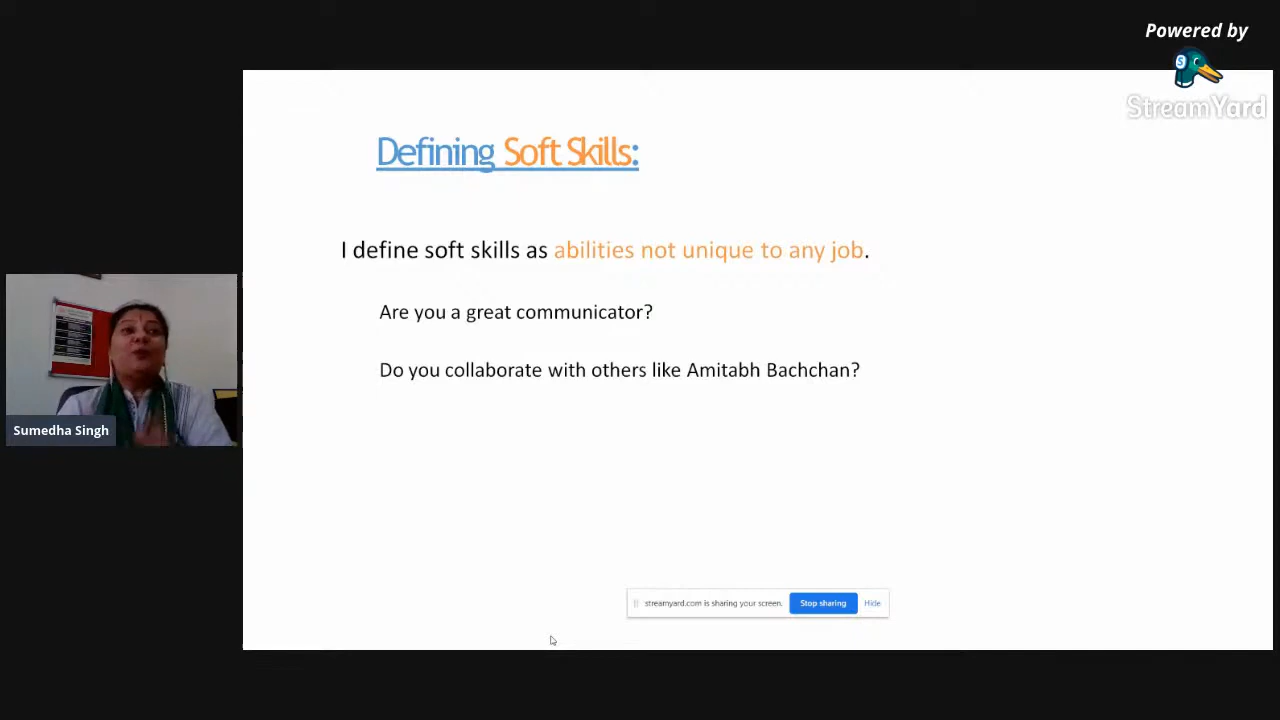 Powered by
StreamYard
Defining Soft Skills:
I define soft skills as abilities not unique to any job.
Are you a great communicator?
Do you collaborate with others like Amitabh Bachchan?
Sumedha Singh
streamyard.com is sharing your screen.
Stop sharing
Hide